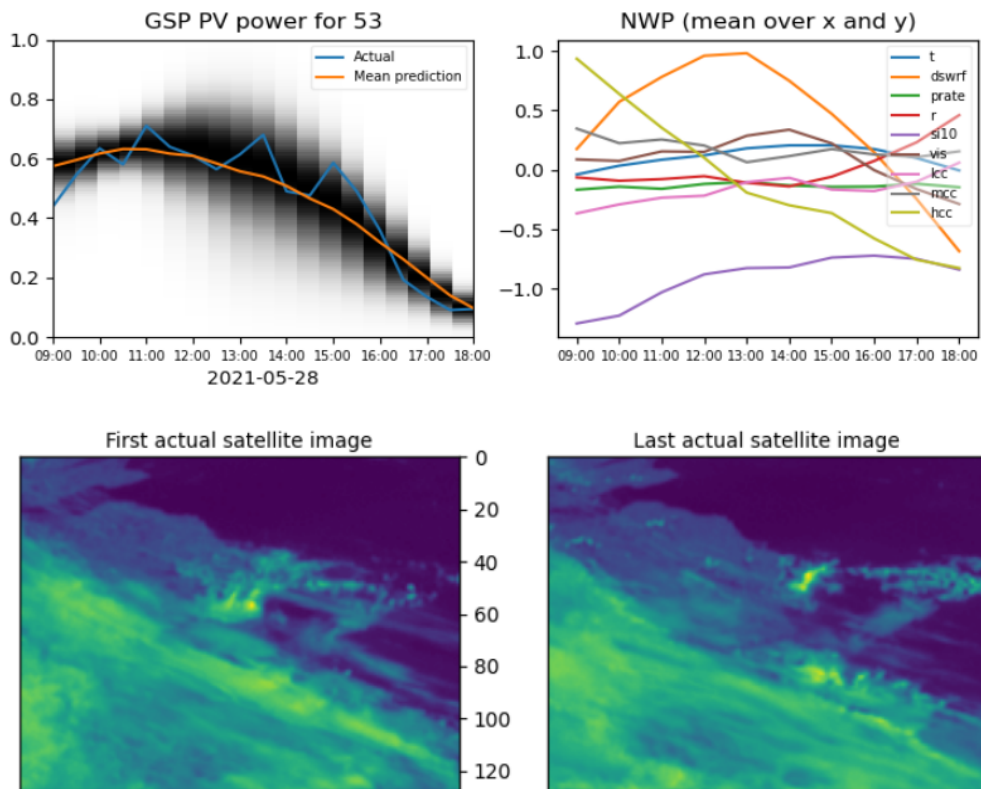 GSP PV power for 53
1.0
0.8
0.6
0.4
0.2
0.0
Actual
Mean prediction
09:00 10:00 11:00 12:00 13:00 14:00 15:00 16:00 17:00 18:00
2021-05-28
NWP (mean over x and y)
1.0
0.5
0.0
−0.5
−1.0
t
dswrf
prate
r
si10
vis
lcc
mcc
hcc
09:00 10:00 11:00 12:00 13:00 14:00 15:00 16:00 17:00 18:00
First actual satellite image
0
20
40
60
80
100
120
Last actual satellite image